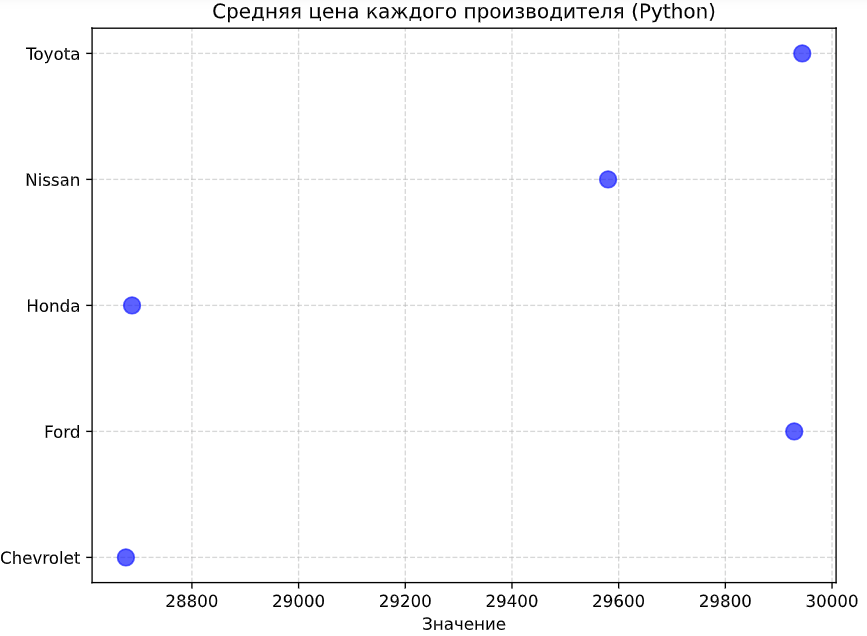 Средняя цена каждого производителя (Python)
Toyota
Nissan
Honda
Ford
Chevrolet
28800 29000 29200 29400 29600 29800 30000
Значение